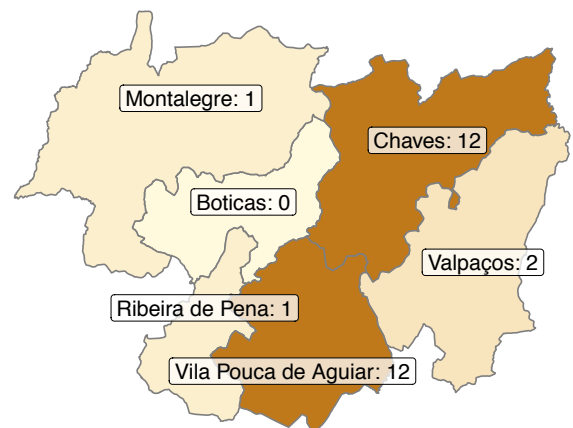 Montalegre: 1
Chaves: 12
Boticas: 0
Valpaços: 2
Ribeira de Pena: 1
Vila Pouca de Aguiar: 12